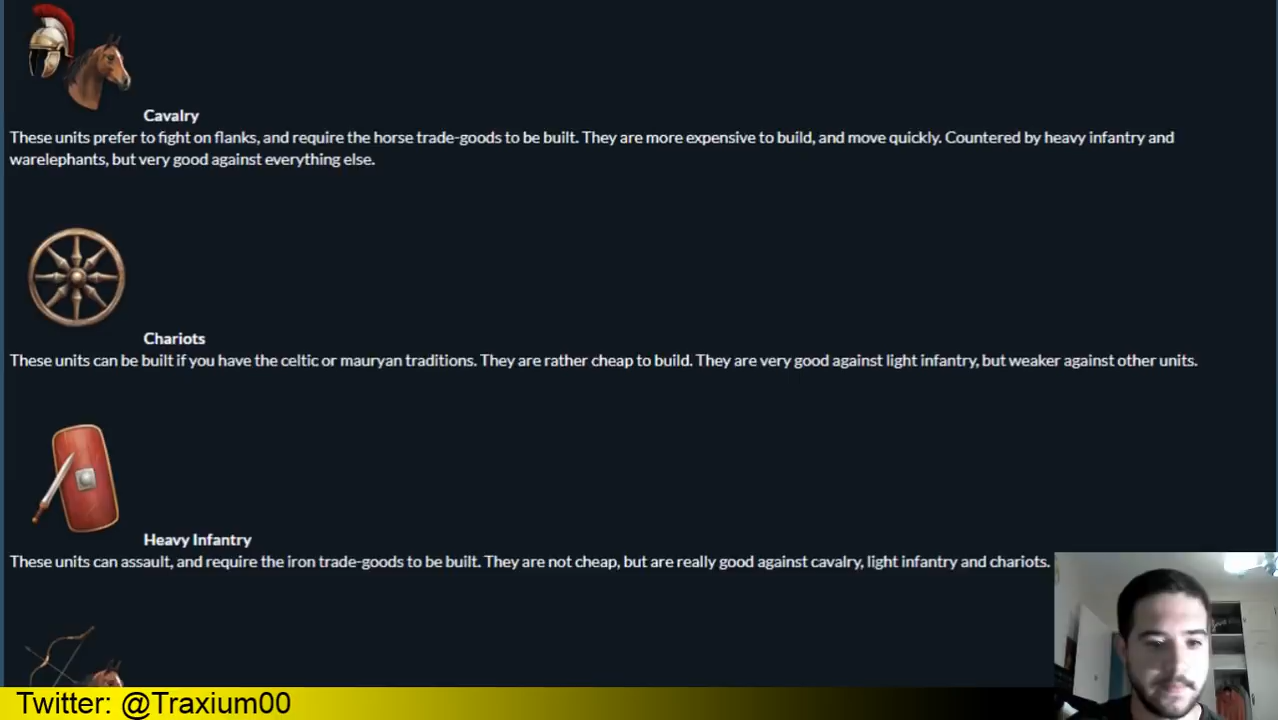 Cavalry
These units prefer to fight on flanks, and require the horse trade-goods to be built. They are more expensive to build, and move quickly. Countered by heavy infantry and
warelephants, but very good against everything else.
Chariots
These units can be built if you have the celtic or mauryan traditions. They are rather cheap to build. They are very good against light infantry, but weaker against other units.
Heavy Infantry
These units can assault, and require the iron trade-goods to be built. They are not cheap, but are really good against cavalry, light infantry and chariots.
Twitter: @Traxium00